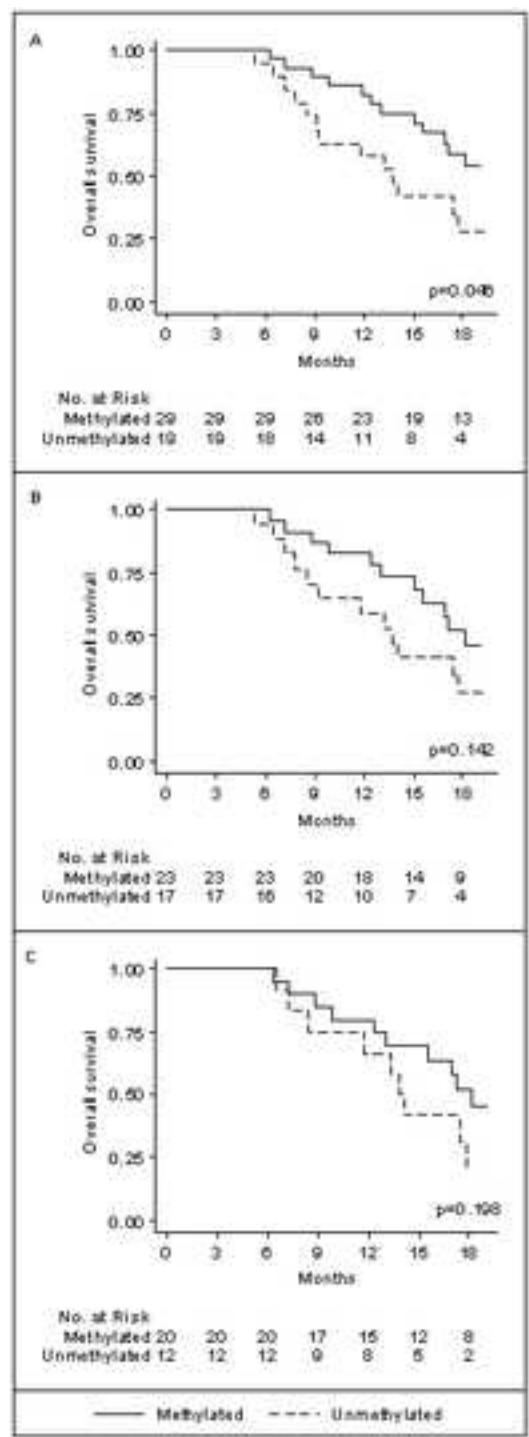 A
1.00
0.75
0.50
0.25
0.00
Overall survival
p=0.046
0 3 6 9 12 15 18
Months
No. at Risk
Methylated 29 29 29 26 23 19 13
Unmethylated 19 19 18 14 11 8 4
B
1.00
0.75
0.50
0.25
0.00
Overall survival
p=0.142
0 3 6 9 12 15 18
Months
No. at Risk
Methylated 23 23 23 20 18 14 9
Unmethylated 17 17 16 12 10 7 4
C
1.00
0.75
0.50
0.25
0.00
Overall survival
p=0.198
0 3 6 9 12 15 18
Months
No. at Risk
Methylated 20 20 20 17 15 12 8
Unmethylated 12 12 12 9 8 5 2
Methylated Unmethylated